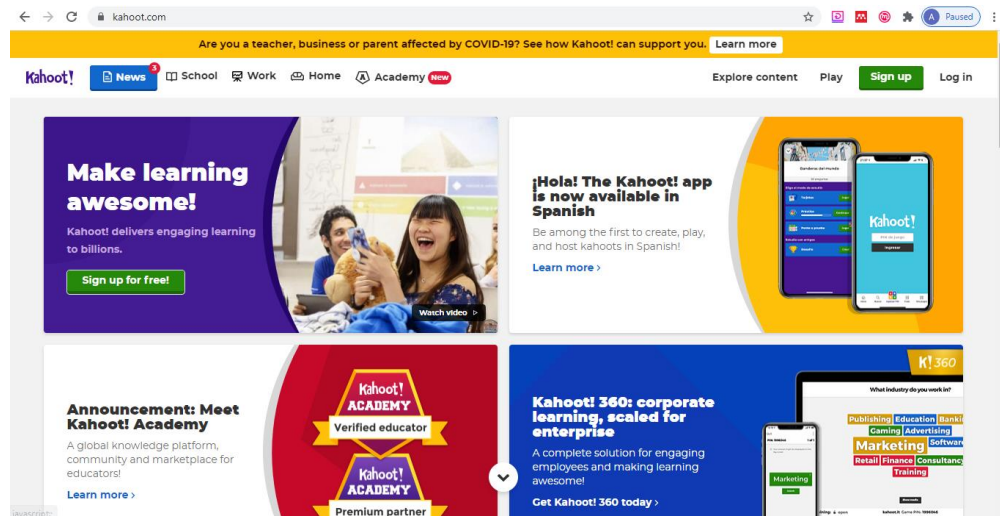 kahoot.com
A Paused
Are you a teacher, business or parent affected by COVID-19? See how Kahoot! can support you. Learn more
Kahoot!
News 3
School
Work
Home
Academy New
Explore content
Play
Sign up
Log in
Make learning
awesome!
Kahoot! delivers engaging learning
to billions.
Sign up for free!
Watch video
¡Hola! The Kahoot! app
is now available in
Spanish
Be among the first to create, play,
and host kahoots in Spanish!
Learn more ›
Kahoot!
Announcement: Meet
Kahoot! Academy
A global knowledge platform,
community and marketplace for
educators!
Learn more ›
Kahoot!
ACADEMY
Verified educator
Kahoot!
ACADEMY
Premium partner
Kahoot! 360: corporate
learning, scaled for
enterprise
A complete solution for engaging
employees and making learning
awesome!
Get Kahoot! 360 today ›
K! 360
What industry do you work in?
Publishing Education Banki
Gaming Advertising
Marketing Software
Retail Finance Consultancy
Training
Marketing